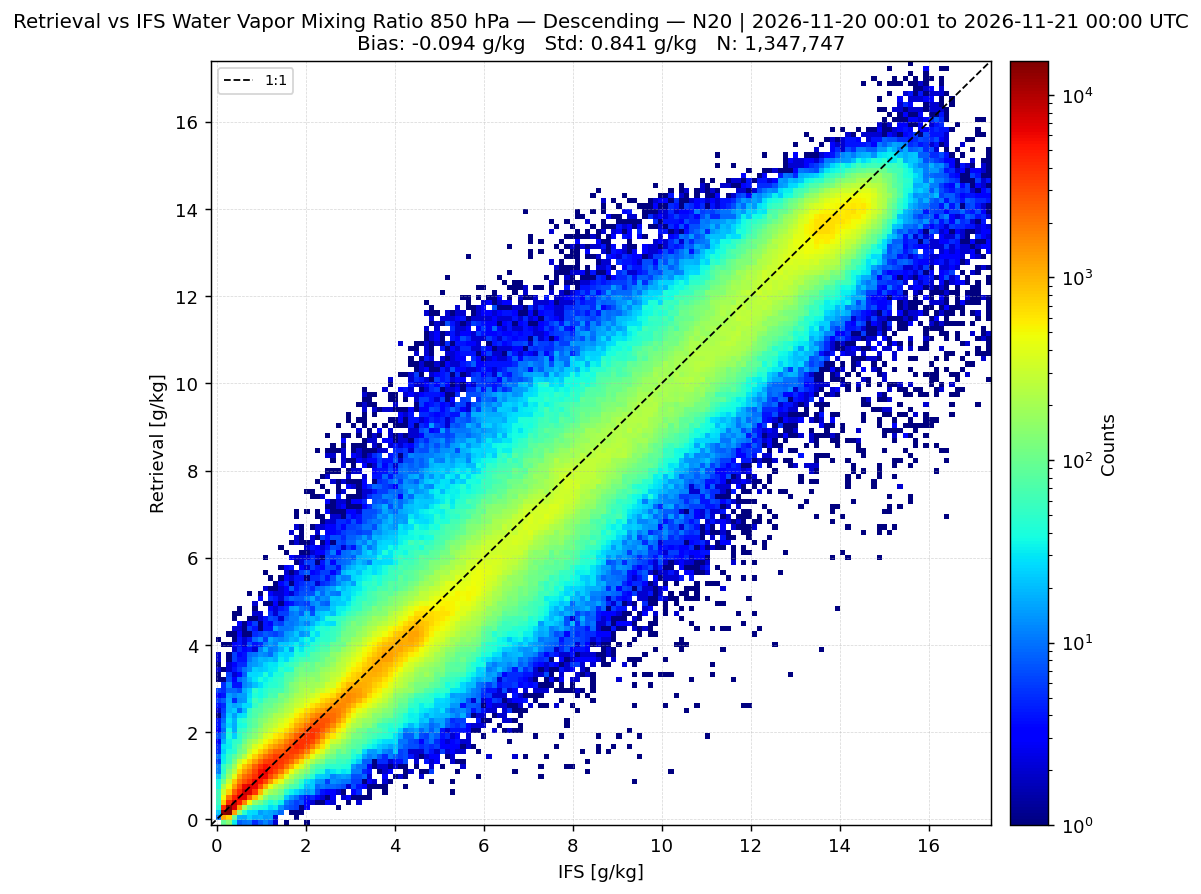 Retrieval vs IFS Water Vapor Mixing Ratio 850 hPa — Descending — N20 | 2026-11-20 00:01 to 2026-11-21 00:00 UTC
Bias: -0.094 g/kg   Std: 0.841 g/kg   N: 1,347,747
1:1
16
14
12
10
8
6
4
2
0
Retrieval [g/kg]
0 2 4 6 8 10 12 14 16
IFS [g/kg]
10⁴
10³
10²
10¹
10⁰
Counts